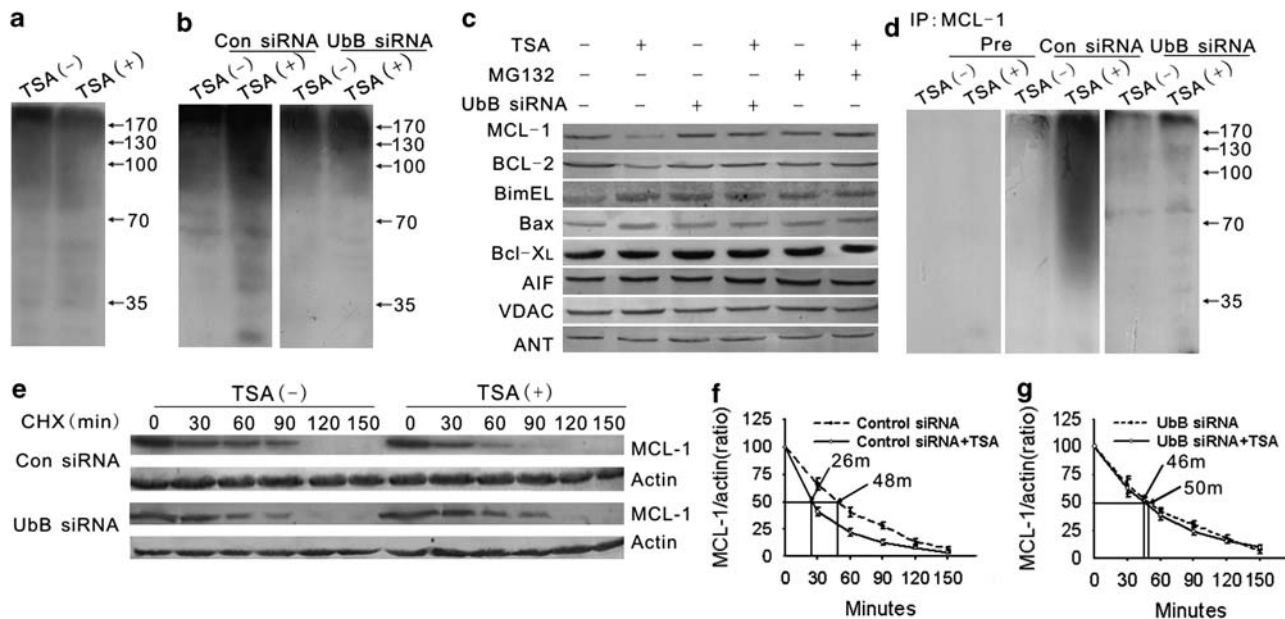 a
TSA(-) TSA(+)
←170
←130
←100
←70
←35
b
Con siRNA UbB siRNA
TSA(-) TSA(+) TSA(-) TSA(+)
←170
←130
←100
←70
←35
c
TSA − + − + − +
MG132 − − − − + +
UbB siRNA − − + + − −
MCL-1
BCL-2
BimEL
Bax
Bcl-XL
AIF
VDAC
ANT
d
IP: MCL-1
Pre Con siRNA UbB siRNA
TSA(-) TSA(+) TSA(-) TSA(+) TSA(-) TSA(+)
←170
←130
←100
←70
←35
e
TSA(-) TSA(+)
CHX(min) 0 30 60 90 120 150 0 30 60 90 120 150
Con siRNA
MCL-1
Actin
UbB siRNA
MCL-1
Actin
f
MCL-1/actin(ratio)
125
100
75
50
25
0
Control siRNA
Control siRNA+TSA
26m
48m
0 30 60 90 120 150
Minutes
g
MCL-1/actin(ratio)
125
100
75
50
25
0
UbB siRNA
UbB siRNA+TSA
46m
50m
0 30 60 90 120 150
Minutes